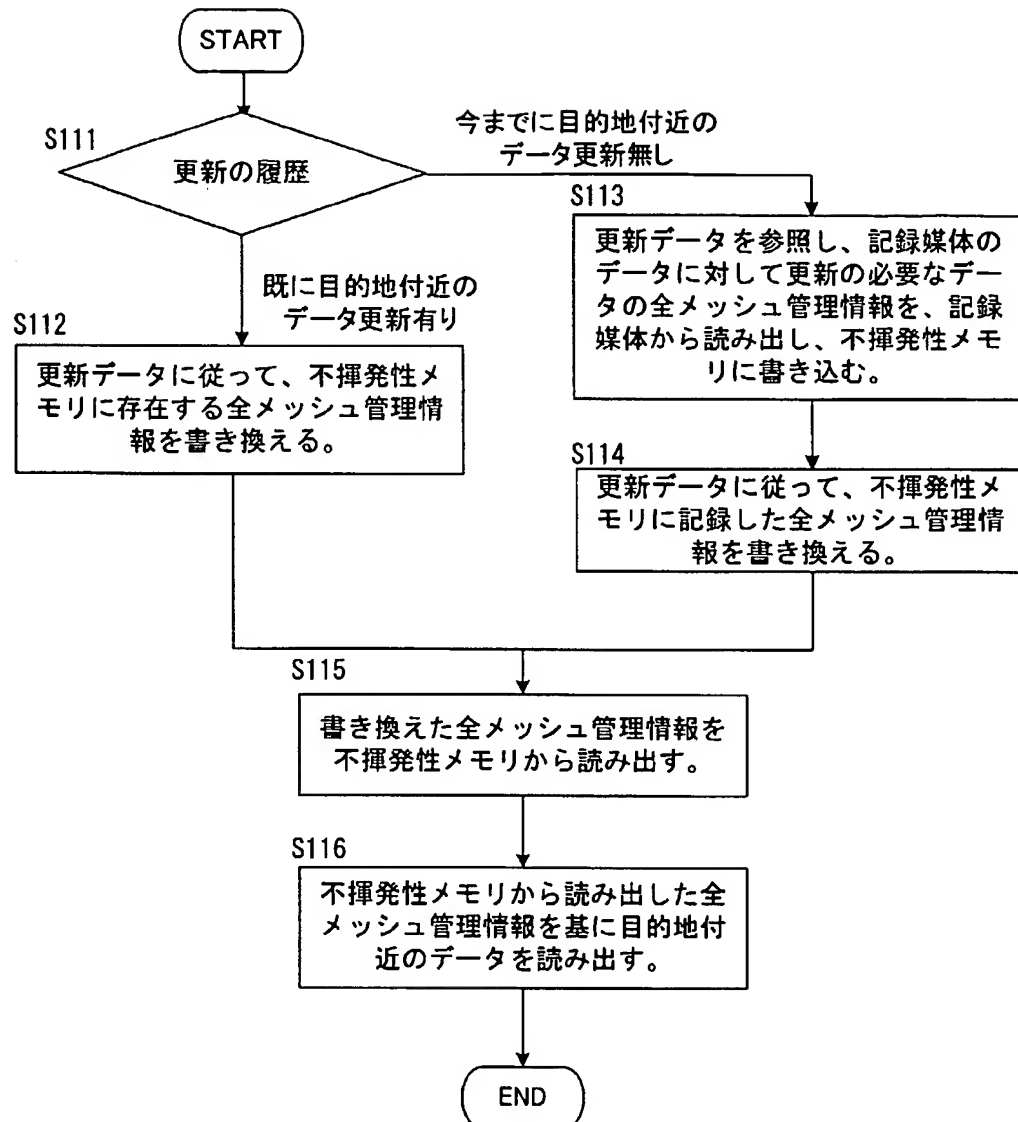 START
S111
更新の履歴
今までに目的地付近の
データ更新無し
S113
更新データを参照し、記録媒体の
データに対して更新の必要なデー
タの全メッシュ管理情報を、記録
媒体から読み出し、不揮発性メモ
リに書き込む。
既に目的地付近の
データ更新有り
S112
更新データに従って、不揮発性メ
モリに存在する全メッシュ管理情
報を書き換える。
S114
更新データに従って、不揮発性メ
モリに記録した全メッシュ管理情
報を書き換える。
S115
書き換えた全メッシュ管理情報を
不揮発性メモリから読み出す。
S116
不揮発性メモリから読み出した全
メッシュ管理情報を基に目的地付
近のデータを読み出す。
END